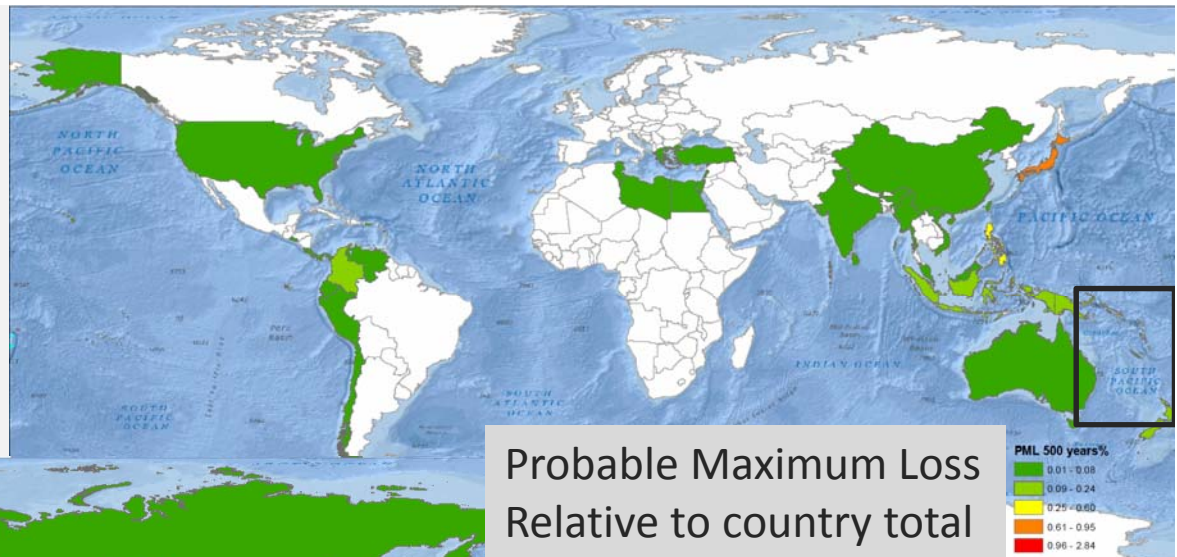 NORTH
PACIFIC
OCEAN
NORTH
ATLANTIC
OCEAN
PACIFIC OCEAN
Peru
Basin
INDIAN OCEAN
SOUTH
PACIFIC
OCEAN
SOUTH
PACIFIC
OCEAN
SOUTH
ATLANTIC
OCEAN
Probable Maximum Loss
Relative to country total
PML 500 years%
0.01 - 0.08
0.09 - 0.24
0.25 - 0.60
0.61 - 0.95
0.96 - 2.84